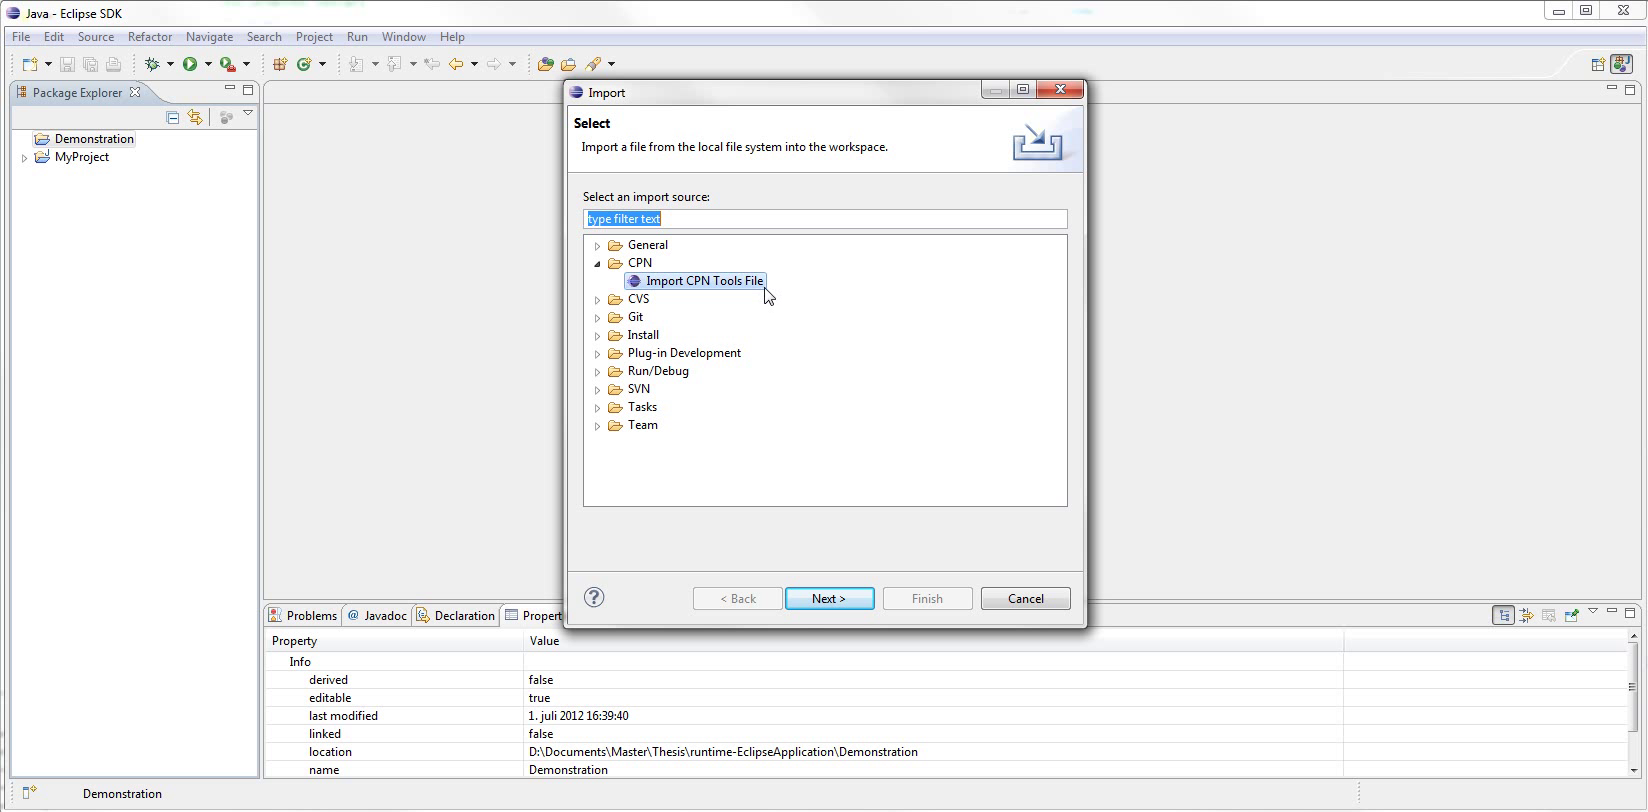 Java - Eclipse SDK
File Edit Source Refactor Navigate Search Project Run Window Help
Package Explorer
Demonstration
MyProject
Import
Select
Import a file from the local file system into the workspace.
Select an import source:
type filter text
General
CPN
Import CPN Tools File
CVS
Git
Install
Plug-in Development
Run/Debug
SVN
Tasks
Team
< Back Next > Finish Cancel
Problems @ Javadoc Declaration Propert
Property Value
Info
derived false
editable true
last modified 1. juli 2012 16:39:40
linked false
location D:\Documents\Master\Thesis\runtime-EclipseApplication\Demonstration
name Demonstration
Demonstration